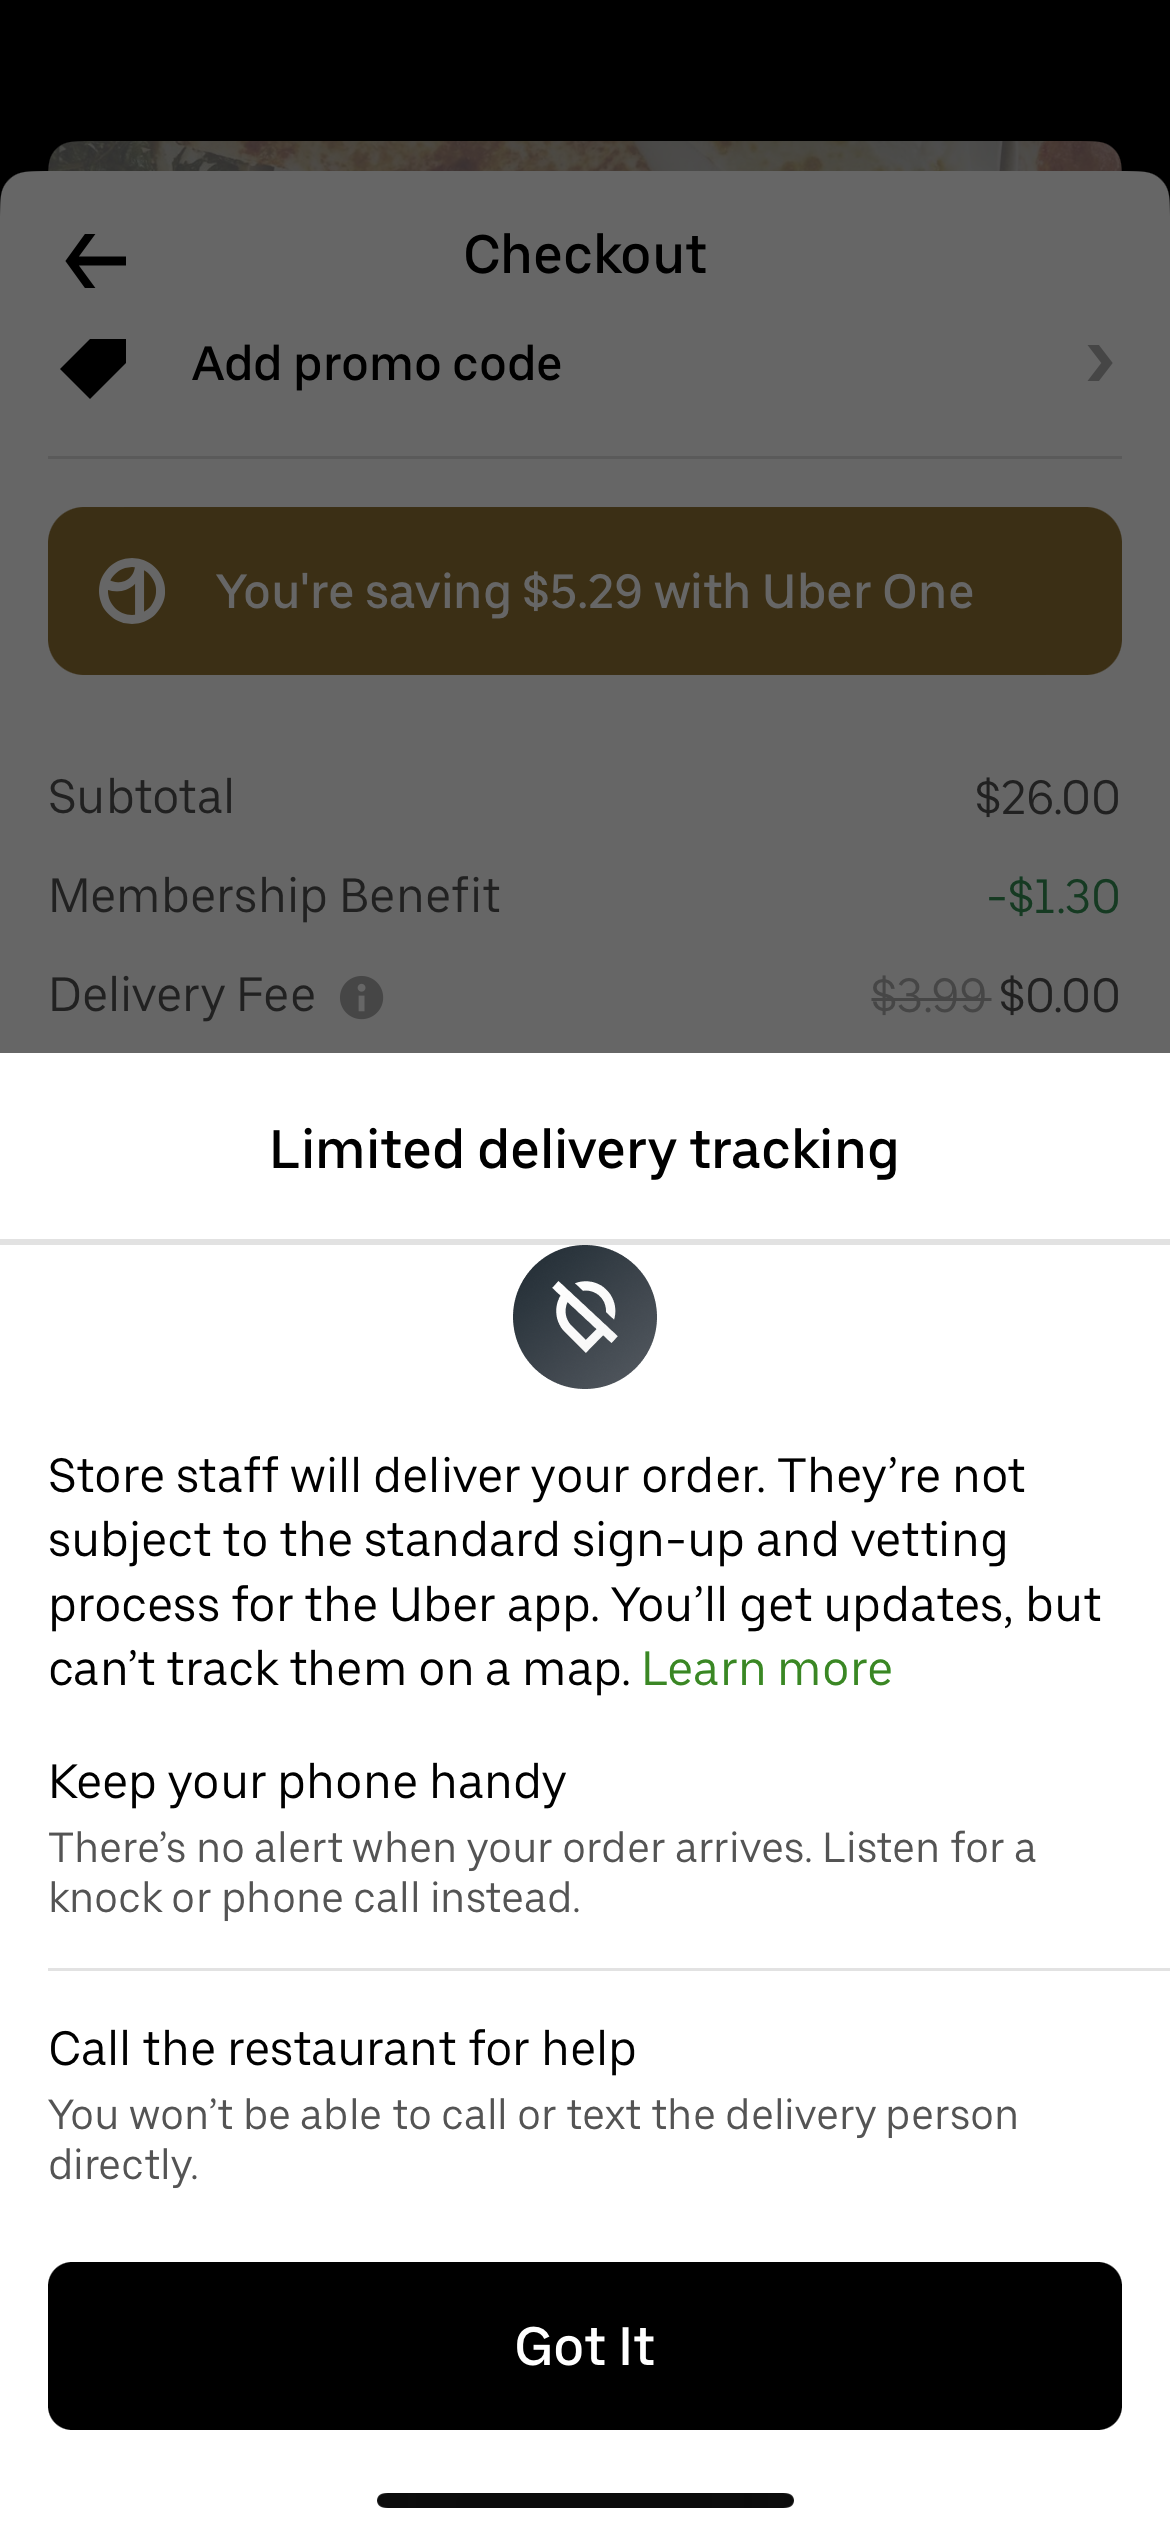 Checkout
Add promo code
You're saving $5.29 with Uber One
Subtotal $26.00
Membership Benefit -$1.30
Delivery Fee $3.99 $0.00
Limited delivery tracking
Store staff will deliver your order. They’re not
subject to the standard sign-up and vetting
process for the Uber app. You’ll get updates, but
can’t track them on a map. Learn more
Keep your phone handy
There’s no alert when your order arrives. Listen for a
knock or phone call instead.
Call the restaurant for help
You won’t be able to call or text the delivery person
directly.
Got It